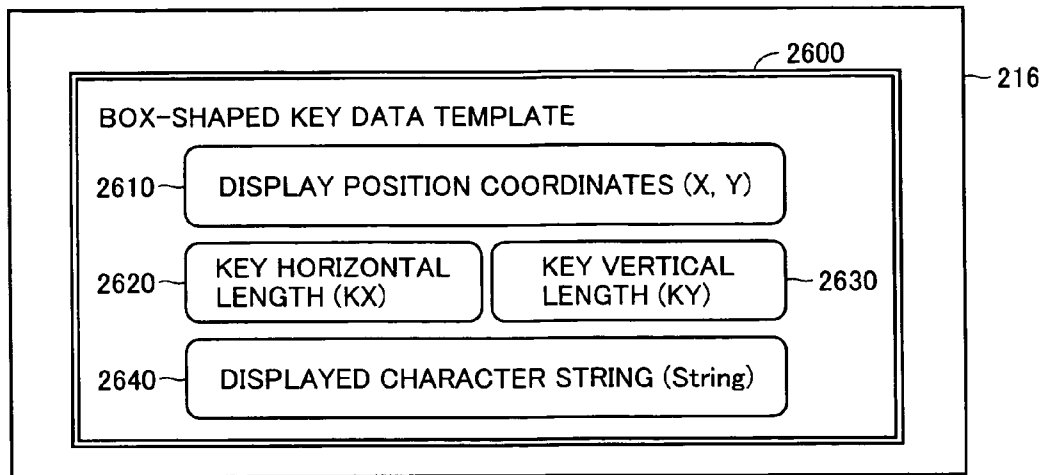 2600
216
BOX-SHAPED KEY DATA TEMPLATE
2610
DISPLAY POSITION COORDINATES (X, Y)
2620
KEY HORIZONTAL
LENGTH (KX)
KEY VERTICAL
LENGTH (KY)
2630
2640
DISPLAYED CHARACTER STRING (String)